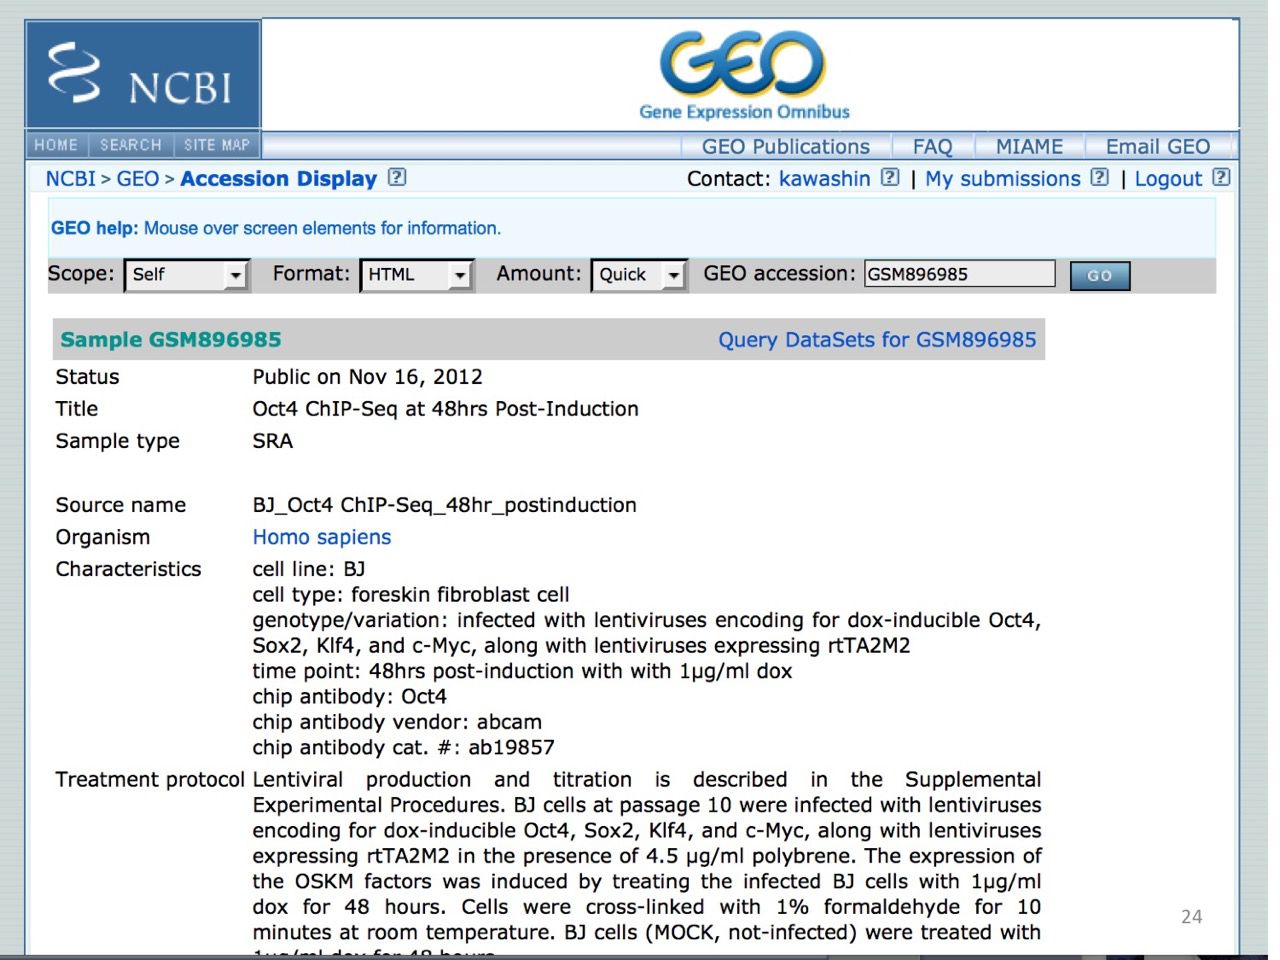 NCBI
GEO
Gene Expression Omnibus
HOME SEARCH SITE MAP GEO Publications FAQ MIAME Email GEO
NCBI > GEO > Accession Display ? Contact: kawashin ? | My submissions ? | Logout ?
GEO help: Mouse over screen elements for information.
Scope: Self Format: HTML Amount: Quick GEO accession: GSM896985 GO
Sample GSM896985 Query DataSets for GSM896985
Status Public on Nov 16, 2012
Title Oct4 ChIP-Seq at 48hrs Post-Induction
Sample type SRA
Source name BJ_Oct4 ChIP-Seq_48hr_postinduction
Organism Homo sapiens
Characteristics cell line: BJ
cell type: foreskin fibroblast cell
genotype/variation: infected with lentiviruses encoding for dox-inducible Oct4,
Sox2, Klf4, and c-Myc, along with lentiviruses expressing rtTA2M2
time point: 48hrs post-induction with with 1µg/ml dox
chip antibody: Oct4
chip antibody vendor: abcam
chip antibody cat. #: ab19857
Treatment protocol Lentiviral production and titration is described in the Supplemental
Experimental Procedures. BJ cells at passage 10 were infected with lentiviruses
encoding for dox-inducible Oct4, Sox2, Klf4, and c-Myc, along with lentiviruses
expressing rtTA2M2 in the presence of 4.5 µg/ml polybrene. The expression of
the OSKM factors was induced by treating the infected BJ cells with 1µg/ml
dox for 48 hours. Cells were cross-linked with 1% formaldehyde for 10
minutes at room temperature. BJ cells (MOCK, not-infected) were treated with
1µg/ml dox for 48 hours.
24